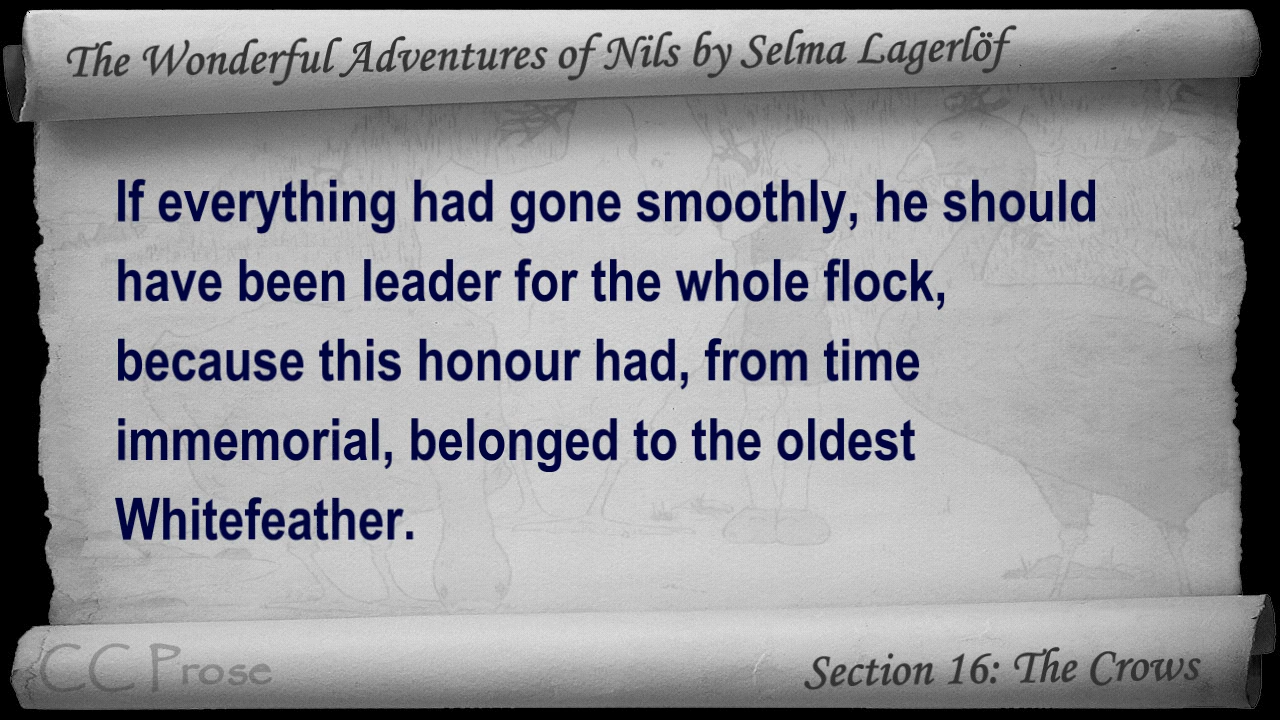 The Wonderful Adventures of Nils by Selma Lagerlöf
If everything had gone smoothly, he should
have been leader for the whole flock,
because this honour had, from time
immemorial, belonged to the oldest
Whitefeather.
CC Prose
Section 16: The Crows